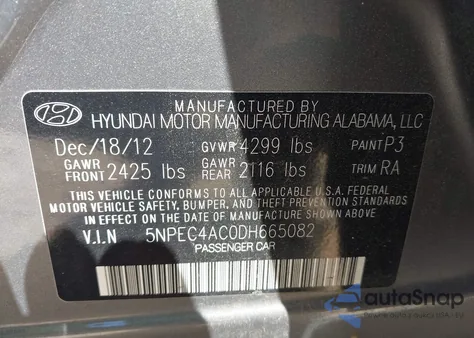 MANUFACTURED BY
HYUNDAI MOTOR MANUFACTURING ALABAMA, LLC
Dec/18/12 GVWR 4299 lbs PAINT P3
GAWR FRONT 2425 lbs GAWR REAR 2116 lbs TRIM RA
THIS VEHICLE CONFORMS TO ALL APPLICABLE U.S.A. FEDERAL
MOTOR VEHICLE SAFETY, BUMPER, AND THEFT PREVENTION STANDARDS
IN EFFECT ON THE DATE OF MANUFACTURE SHOWN ABOVE.
V.I.N 5NPEC4AC0DH665082
PASSENGER CAR
autoSnap